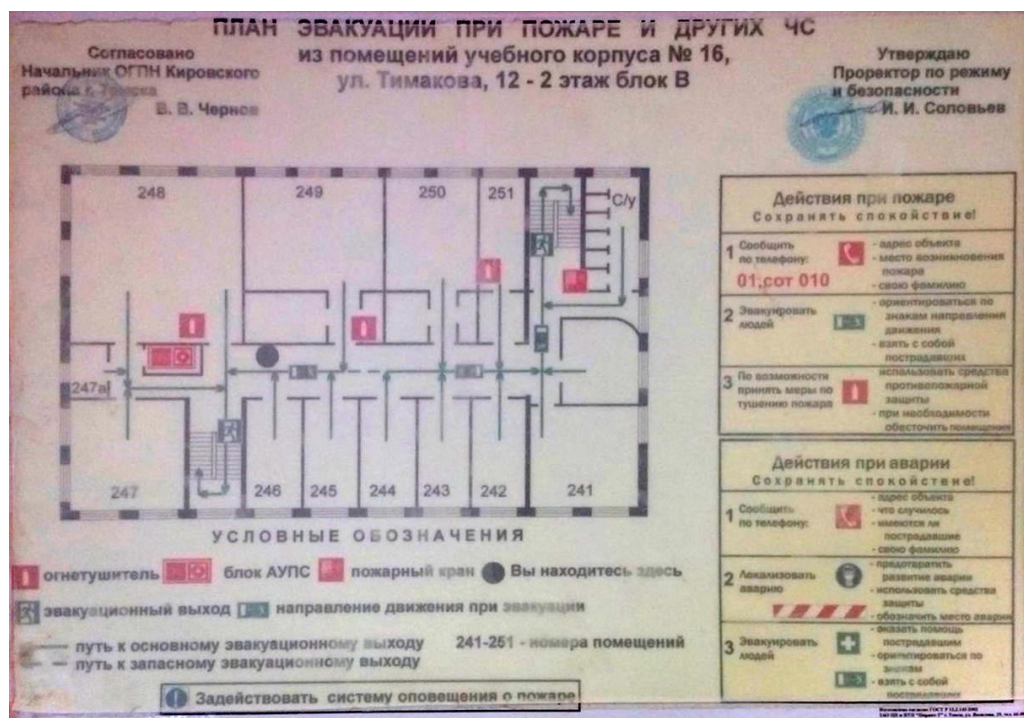 ПЛАН ЭВАКУАЦИИ ПРИ ПОЖАРЕ И ДРУГИХ ЧС
из помещений учебного корпуса № 16,
ул. Тимакова, 12 - 2 этаж блок В
Согласовано
Начальник ОГПН Кировского
района г. Томска
В. В. Чернов
Утверждаю
Проректор по режиму
и безопасности
И. И. Соловьев
248
249
250
251
С/у
247а
247
246
245
244
243
242
241
Действия при пожаре
Сохранять спокойствие!
1 Сообщить
по телефону:
01,сот 010
- адрес объекта
- место возникновения
пожара
- свою фамилию
2 Эвакуировать
людей
- ориентироваться по
знакам направления
движения
- взять с собой
пострадавших
3 По возможности
принять меры по
тушению пожара
использовать средства
противопожарной
защиты
- при необходимости
обесточить помещения
Действия при аварии
Сохранять спокойствие!
1 Сообщить
по телефону:
- адрес объекта
- что случилось
- имеются ли
пострадавшие
- свою фамилию
2 Локализовать
аварию
- предотвратить
развитие аварии
- использовать средства
защиты
- обозначить место аварии
3 Эвакуировать
людей
- оказать помощь
пострадавшим
- ориентироваться по
знакам
- взять с собой
пострадавших
УСЛОВНЫЕ ОБОЗНАЧЕНИЯ
огнетушитель блок АУПС пожарный кран Вы находитесь здесь
эвакуационный выход направление движения при эвакуации
путь к основному эвакуационному выходу 241-251 - номера помещений
путь к запасному эвакуационному выходу
Задействовать систему оповещения о пожаре